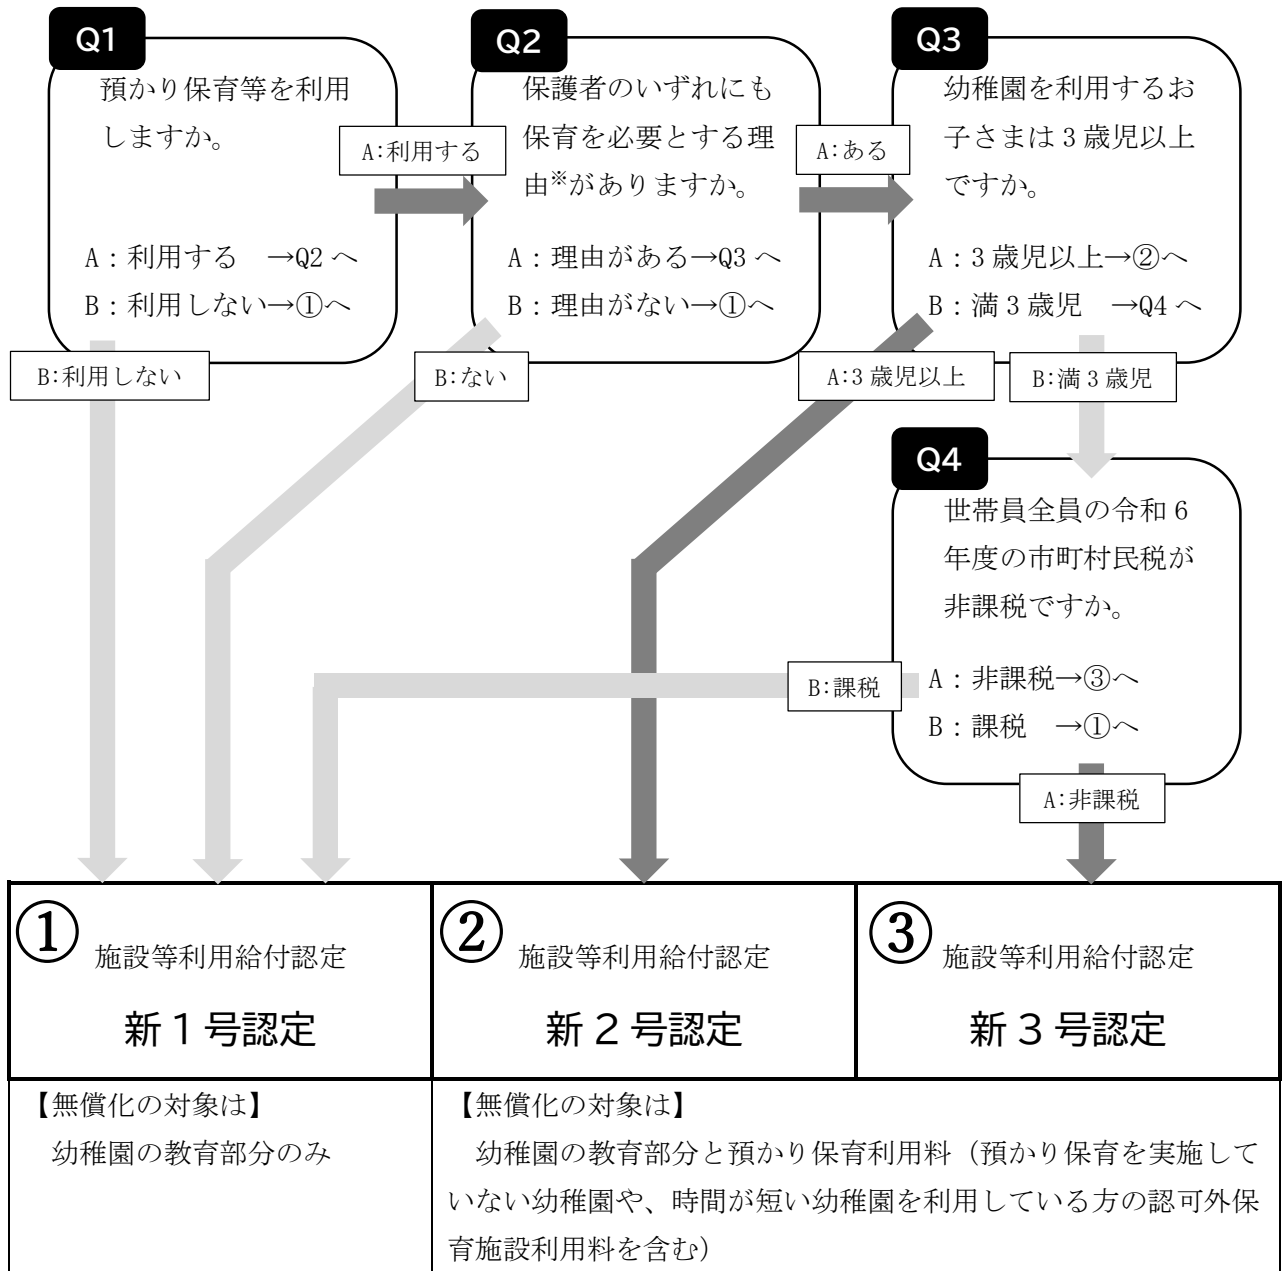 Q1
預かり保育等を利用
しますか。
A：利用する　→Q2 へ
B：利用しない→①へ
A:利用する
Q2
保護者のいずれにも
保育を必要とする理
由※がありますか。
A：理由がある→Q3 へ
B：理由がない→①へ
A:ある
Q3
幼稚園を利用するお
子さまは 3 歳児以上
ですか。
A：3 歳児以上→②へ
B：満 3 歳児　→Q4 へ
B:利用しない
B:ない
A:3 歳児以上
B:満 3 歳児
Q4
世帯員全員の令和 6
年度の市町村民税が
非課税ですか。
A：非課税→③へ
B：課税　→①へ
B:課税
A:非課税
①
施設等利用給付認定
新 1 号認定
②
施設等利用給付認定
新 2 号認定
③
施設等利用給付認定
新 3 号認定
【無償化の対象は】
幼稚園の教育部分のみ
【無償化の対象は】
幼稚園の教育部分と預かり保育利用料（預かり保育を実施して
いない幼稚園や、時間が短い幼稚園を利用している方の認可外保
育施設利用料を含む）